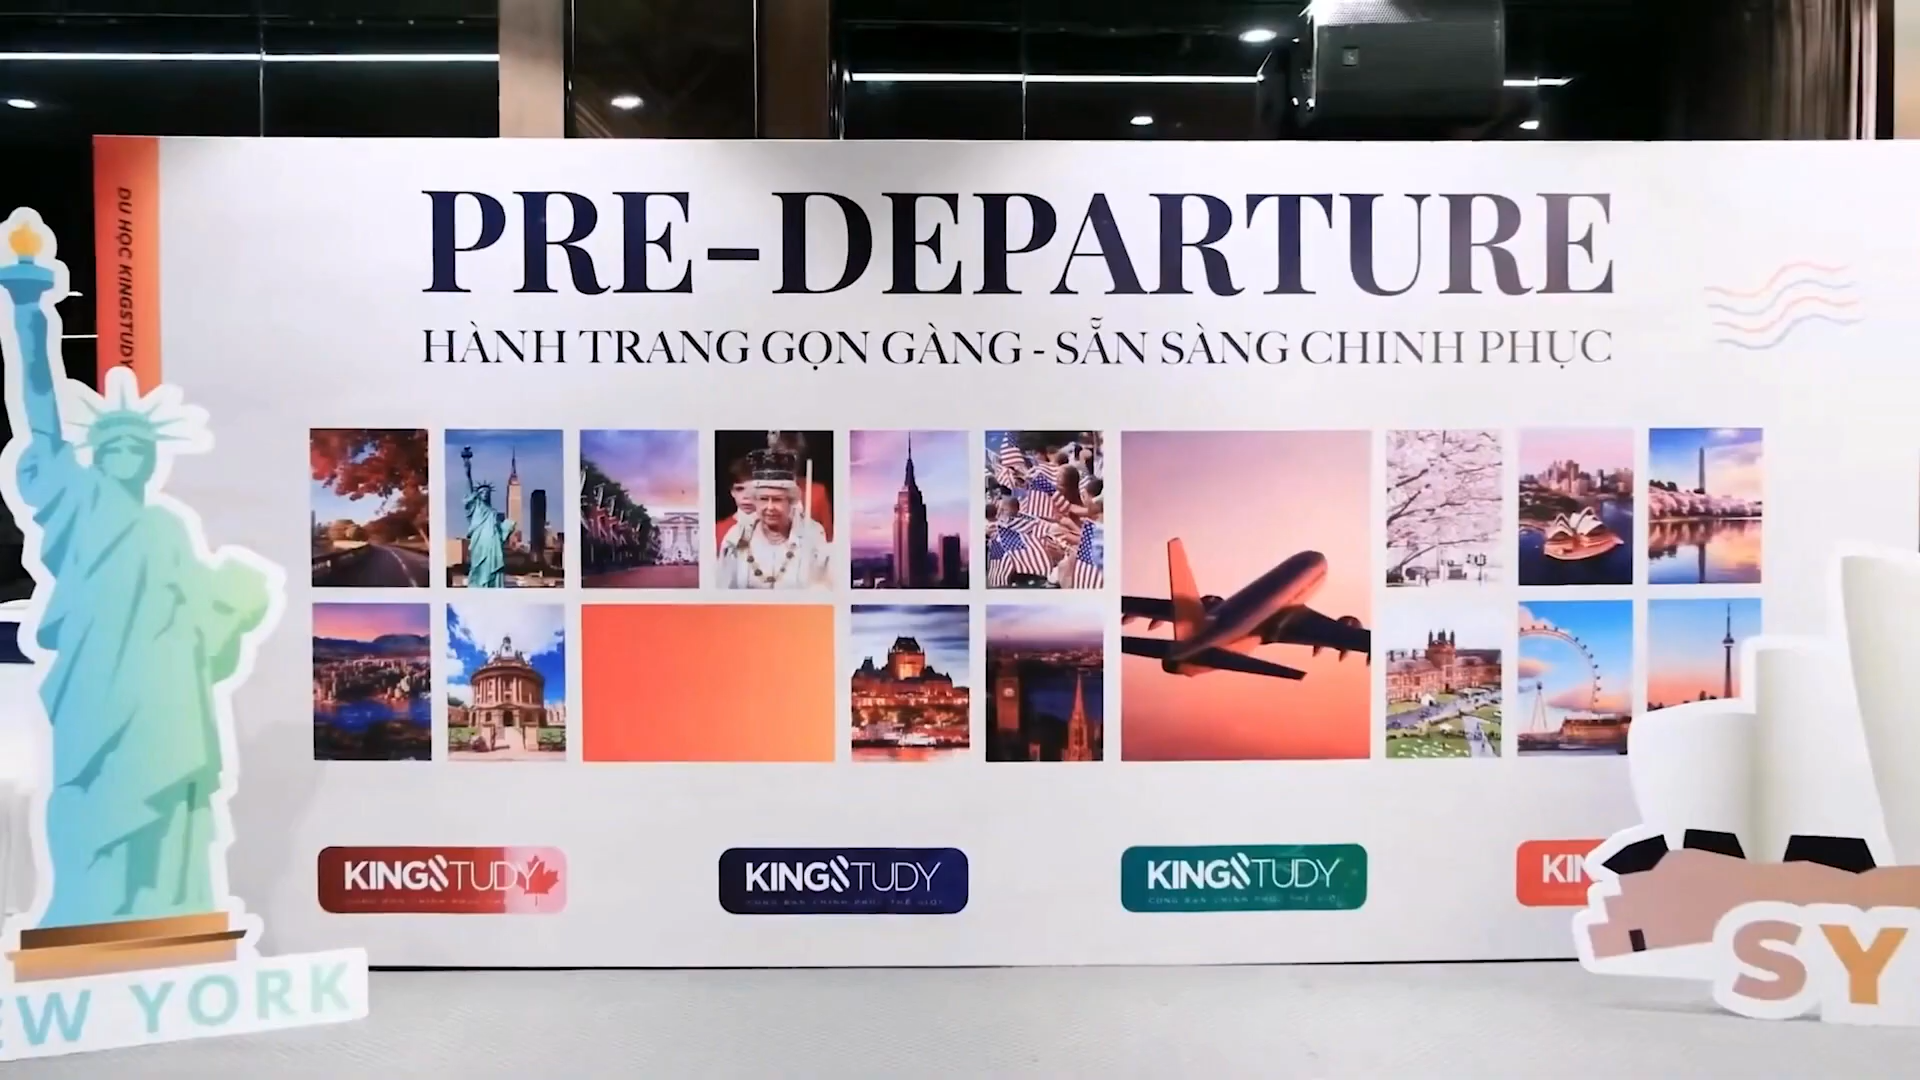 DU HỌC KINGSTUDY
PRE-DEPARTURE
HÀNH TRANG GỌN GÀNG - SẴN SÀNG CHINH PHỤC
KINGSTUDY
KINGSTUDY
KINGSTUDY
KIN
EW YORK
SY